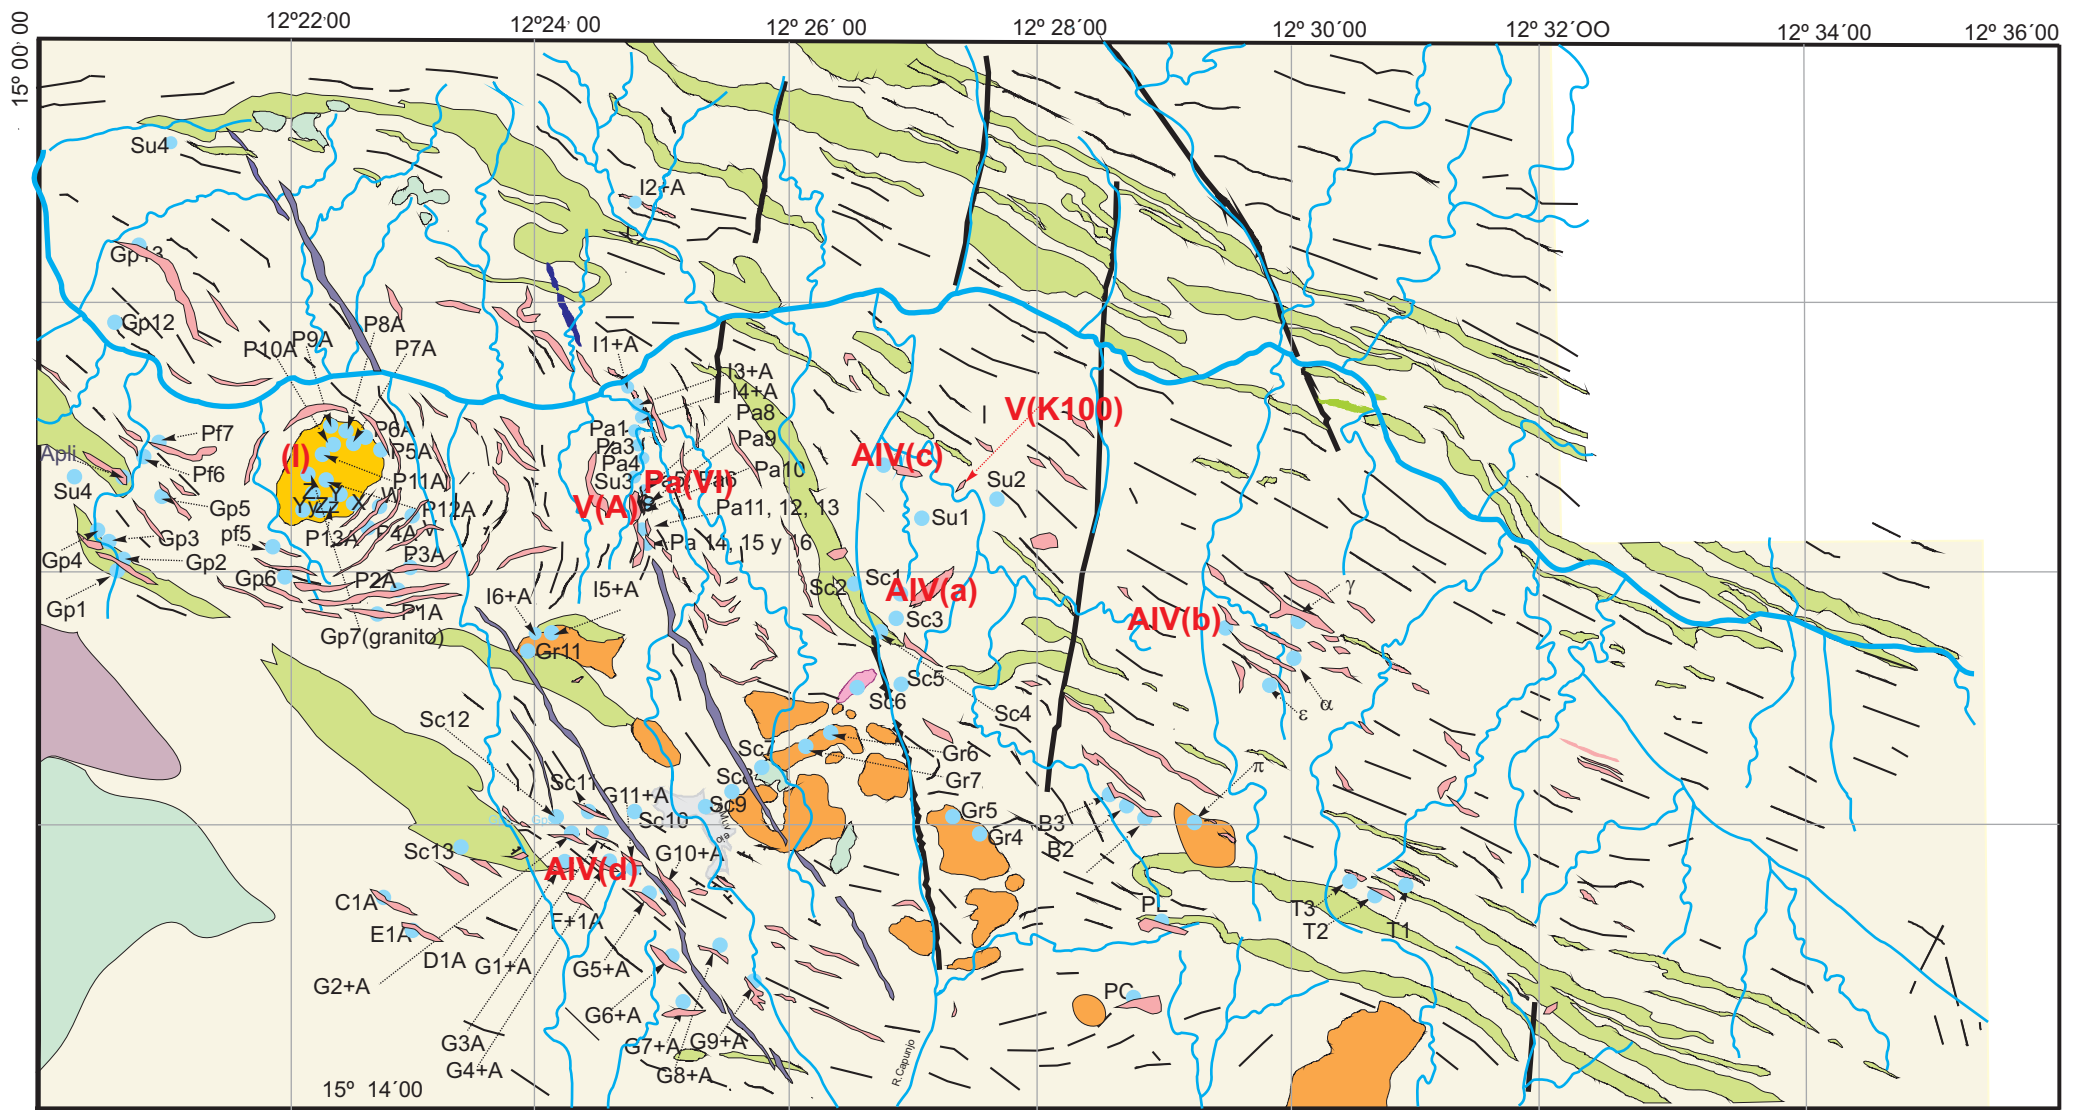 12º22'00
12º24' 00
12º26´ 00
12º 28´00
12º 30´00
12º 32´OO
12º 34´00
12º 36´00
15º 00´ 00
Su4
I2+A
Gp13
Gp12
P8A
P9A
P10A
P7A
I1+A
I3+A
I4+A
V(K100)
Pa8
Pf7
P6A
Pa1
Pa9
Pa3
Apli
(I)
P5A
Pa4
AIV(c)
Pf6
Pa10
Su3
Pa(VI)
P11A
Su4
Su2
Z
Y
W
X
Yy
Zz
V(A)
Gp5
P12A
Pa11, 12, 13
Su1
pf5
P13A
P4A
V
Gp3
Pa 14, 15 y 16
Gp4
Gp2
P3A
Gp6
P2A
Sc1
Sc2
AIV(a)
γ
I5+A
I6+A
Gp1
P1A
Sc3
AIV(b)
Gp7(granito)
Gr11
Sc5
Sc6
α
ε
Sc4
Sc12
Sc7
Gr6
Gr7
π
Sc8
Sc11
G11+A
Sc9
Sc10
Gr5
Gr4
B3
B2
Sc13
G10+A
AIV(d)
C1A
PL
T3
F+1A
T2
T1
E1A
D1A
G1+A
G5+A
G2+A
PC
G6+A
G3A
G7+A
G9+A
G4+A
G8+A
R.Capunjo
15º 14'00